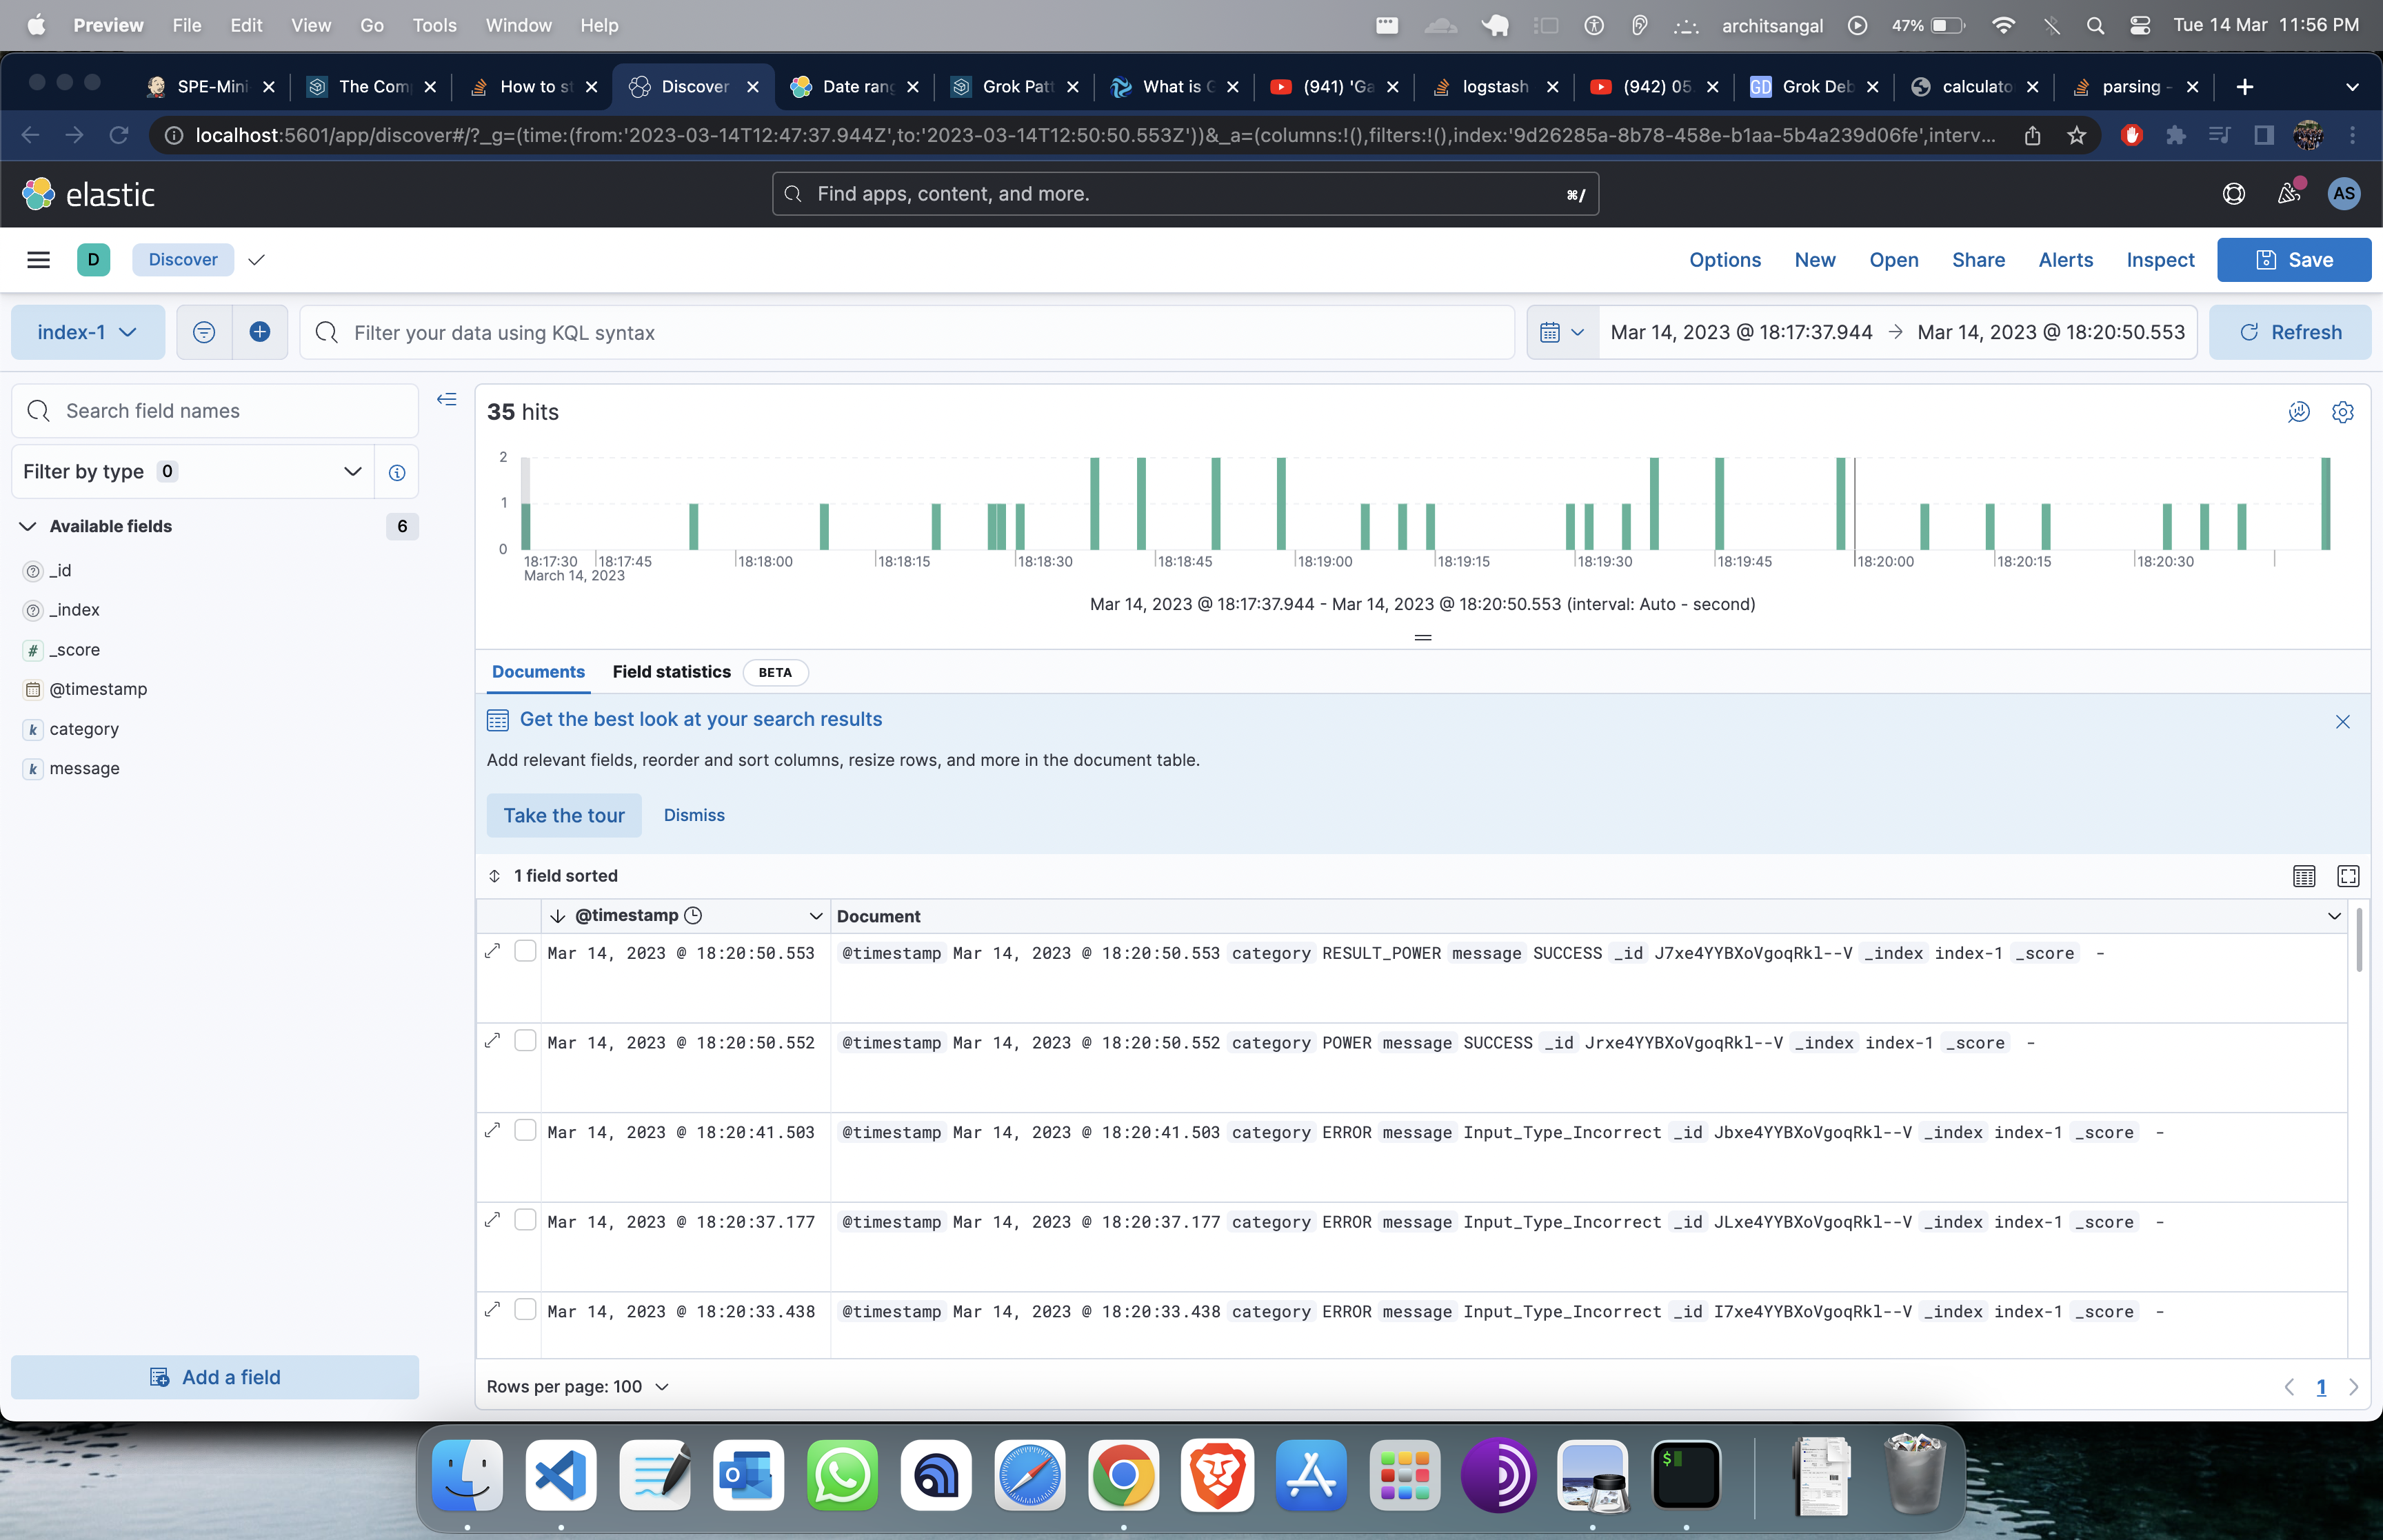 Preview File Edit View Go Tools Window Help architsangal 47% Tue 14 Mar 11:56 PM
SPE-Mini The Comp How to st Discover Date rang Grok Patt What is G (941) 'Ga logstash (942) 05. GD Grok Deb calculato parsing -
localhost:5601/app/discover#/?_g=(time:(from:'2023-03-14T12:47:37.944Z',to:'2023-03-14T12:50:50.553Z'))&_a=(columns:!(),filters:!(),index:'9d26285a-8b78-458e-b1aa-5b4a239d06fe',interv...
elastic Find apps, content, and more. ⌘/ AS
D Discover Options New Open Share Alerts Inspect Save
index-1 Filter your data using KQL syntax Mar 14, 2023 @ 18:17:37.944 → Mar 14, 2023 @ 18:20:50.553 Refresh
Search field names
Filter by type 0
Available fields 6
_id
_index
# _score
@timestamp
k category
k message
Add a field
35 hits
2
1
0
18:17:30 18:17:45 18:18:00 18:18:15 18:18:30 18:18:45 18:19:00 18:19:15 18:19:30 18:19:45 18:20:00 18:20:15 18:20:30
March 14, 2023
Mar 14, 2023 @ 18:17:37.944 - Mar 14, 2023 @ 18:20:50.553 (interval: Auto - second)
Documents Field statistics BETA
Get the best look at your search results
Add relevant fields, reorder and sort columns, resize rows, and more in the document table.
Take the tour Dismiss
1 field sorted
@timestamp Document
Mar 14, 2023 @ 18:20:50.553 @timestamp Mar 14, 2023 @ 18:20:50.553 category RESULT_POWER message SUCCESS _id J7xe4YYBXoVgoqRkl--V _index index-1 _score -
Mar 14, 2023 @ 18:20:50.552 @timestamp Mar 14, 2023 @ 18:20:50.552 category POWER message SUCCESS _id Jrxe4YYBXoVgoqRkl--V _index index-1 _score -
Mar 14, 2023 @ 18:20:41.503 @timestamp Mar 14, 2023 @ 18:20:41.503 category ERROR message Input_Type_Incorrect _id Jbxe4YYBXoVgoqRkl--V _index index-1 _score -
Mar 14, 2023 @ 18:20:37.177 @timestamp Mar 14, 2023 @ 18:20:37.177 category ERROR message Input_Type_Incorrect _id JLxe4YYBXoVgoqRkl--V _index index-1 _score -
Mar 14, 2023 @ 18:20:33.438 @timestamp Mar 14, 2023 @ 18:20:33.438 category ERROR message Input_Type_Incorrect _id I7xe4YYBXoVgoqRkl--V _index index-1 _score -
Rows per page: 100 1